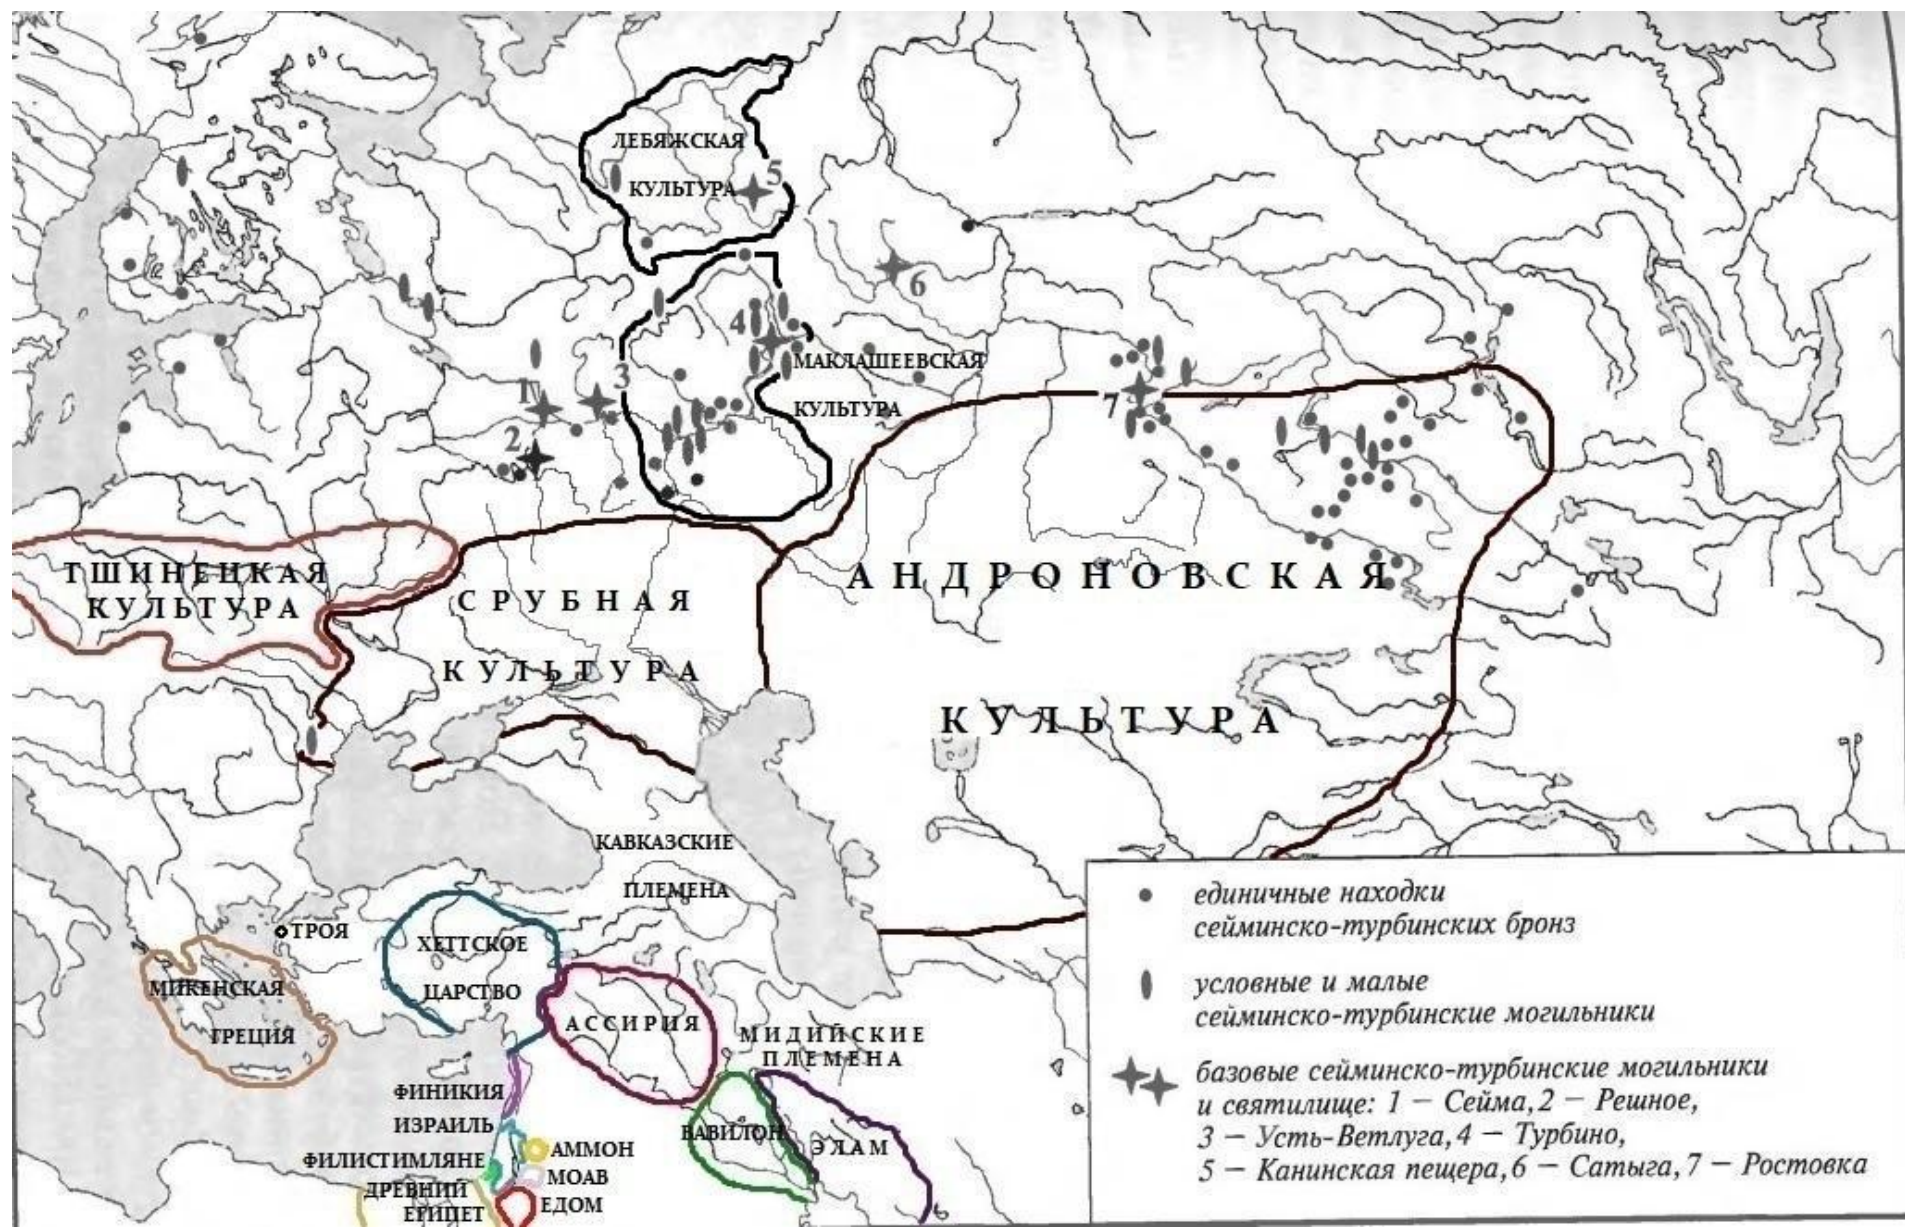 ЛЕБЯЖСКАЯ
КУЛЬТУРА
5
6
4
МАКЛАШЕЕВСКАЯ
КУЛЬТУРА
3
1
2
7
ТШИНЕЦКАЯ
КУЛЬТУРА
СРУБНАЯ
КУЛЬТУРА
АНДРОНОВСКАЯ
КУЛЬТУРА
КАВКАЗСКИЕ
ПЛЕМЕНА
ТРОЯ
ХЕТТСКОЕ
ЦАРСТВО
МИКЕНСКАЯ
ГРЕЦИЯ
АССИРИЯ
МИДИЙСКИЕ
ПЛЕМЕНА
ФИНИКИЯ
ИЗРАИЛЬ
ВАВИЛОН
ЭЛАМ
АММОН
ФИЛИСТИМЛЯНЕ
МОАВ
ДРЕВНИЙ
ЕГИПЕТ
ЕДОМ
единичные находки
сейминско-турбинских бронз
условные и малые
сейминско-турбинские могильники
базовые сейминско-турбинские могильники
и святилище: 1 – Сейма, 2 – Решное,
3 – Усть-Ветлуга, 4 – Турбино,
5 – Канинская пещера, 6 – Сатыга, 7 – Ростовка